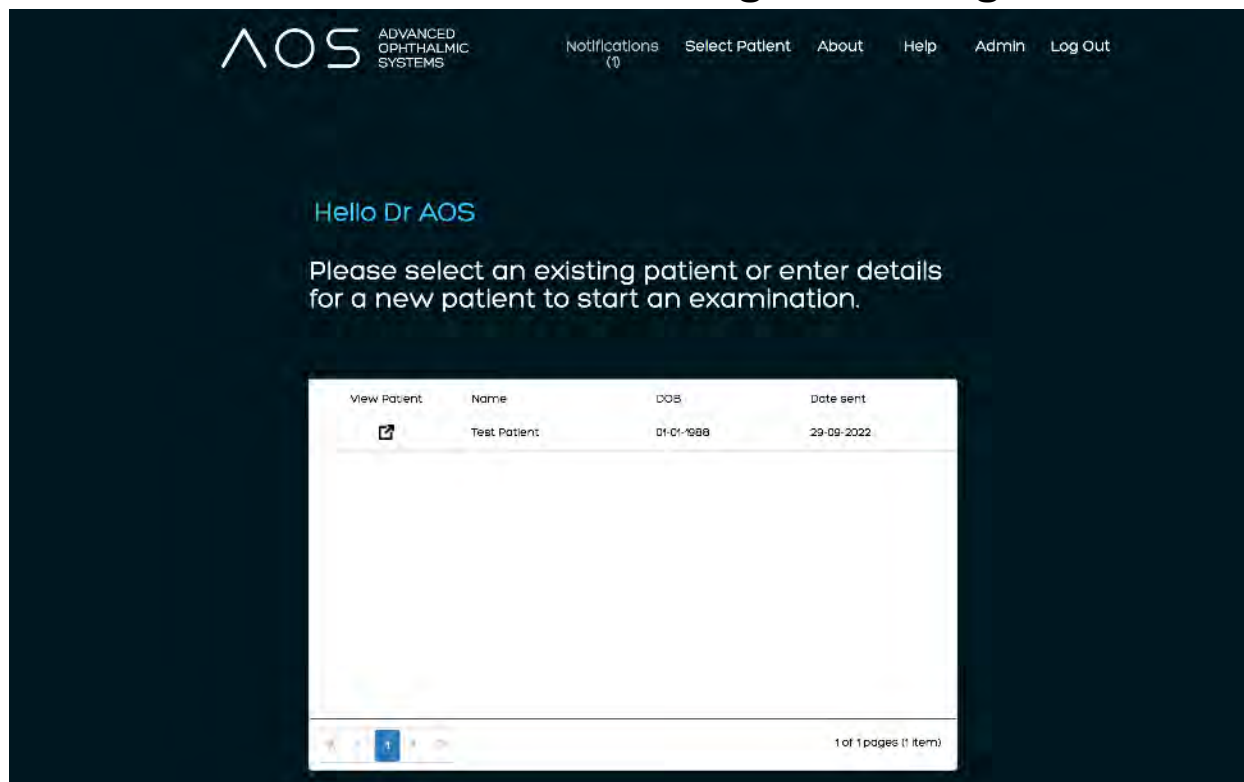 AOS ADVANCED
OPHTHALMIC
SYSTEMS
Notifications Select Patient About Help Admin Log Out
(1)
Hello Dr AOS
Please select an existing patient or enter details
for a new patient to start an examination.
View Patient Name DOB Date sent
Test Patient 01-01-1988 29-09-2022
1 1 of 1 pages (1 item)